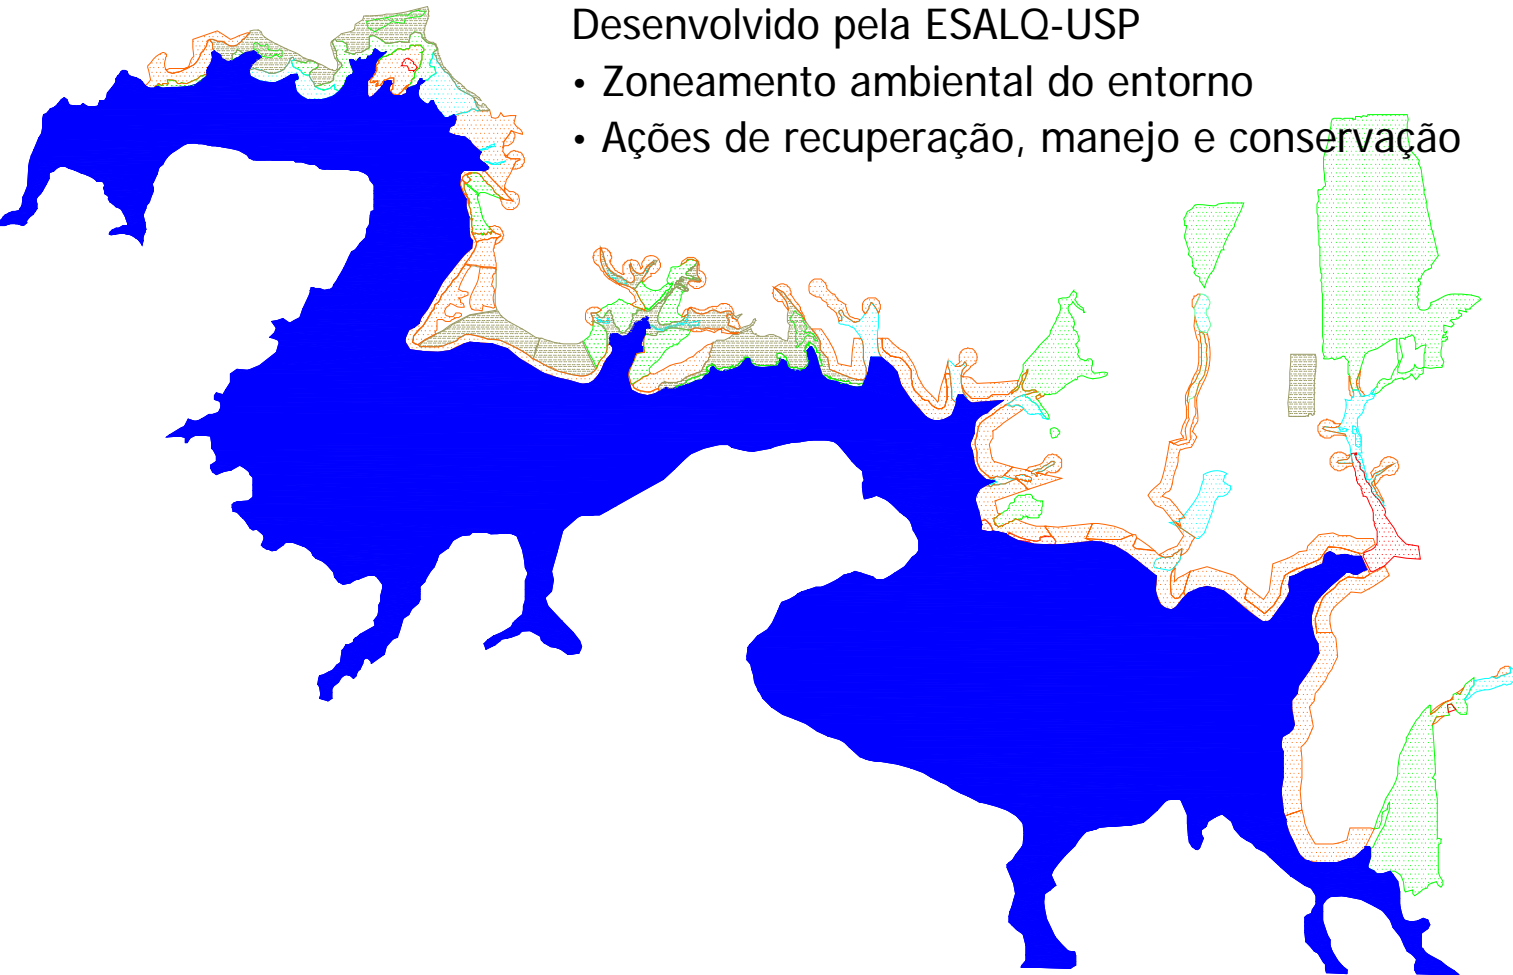 Desenvolvido pela ESALQ-USP
• Zoneamento ambiental do entorno
• Ações de recuperação, manejo e conservação